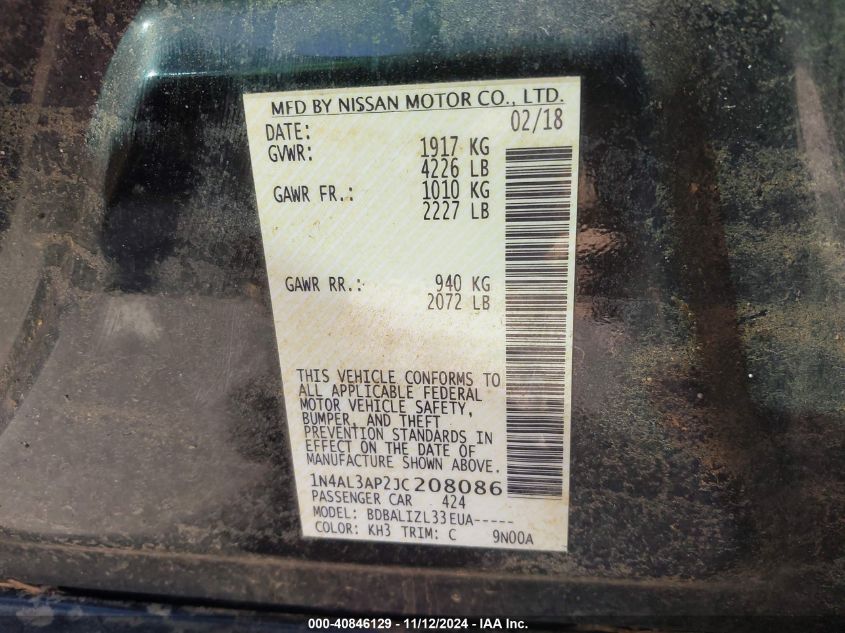 MFD BY NISSAN MOTOR CO., LTD.
DATE: 02/18
GVWR: 1917 KG
4226 LB
GAWR FR.: 1010 KG
2227 LB
GAWR RR.: 940 KG
2072 LB
THIS VEHICLE CONFORMS TO
ALL APPLICABLE FEDERAL
MOTOR VEHICLE SAFETY,
BUMPER, AND THEFT
PREVENTION STANDARDS IN
EFFECT ON THE DATE OF
MANUFACTURE SHOWN ABOVE.
1N4AL3AP2JC208086
PASSENGER CAR 424
MODEL: BDBALIZL33EUA-----
COLOR: KH3 TRIM: C 9N00A
000-40846129 - 11/12/2024 - IAA Inc.